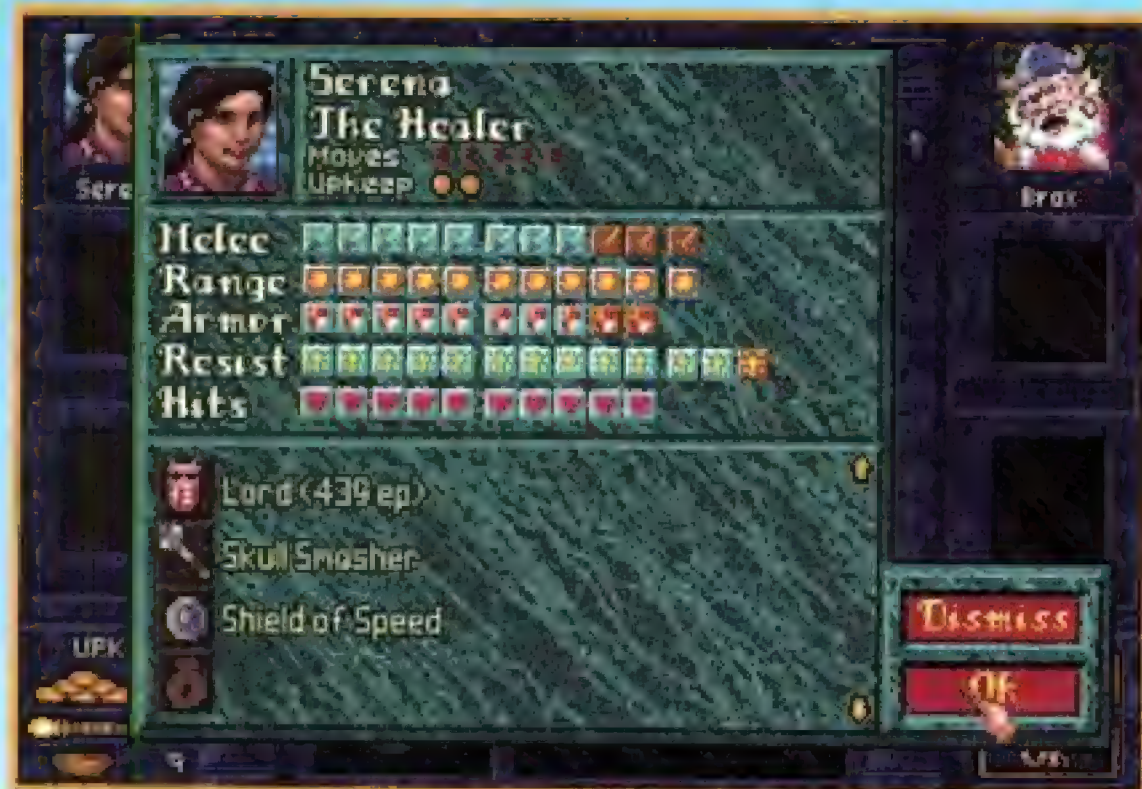 Serena
The Healer
Moves
Upkeep
Sere
Brax
Melee
Range
Armor
Resist
Hits
Lord (439 ep)
Skull Smasher
Shield of Speed
UPK
Dismiss
Ok